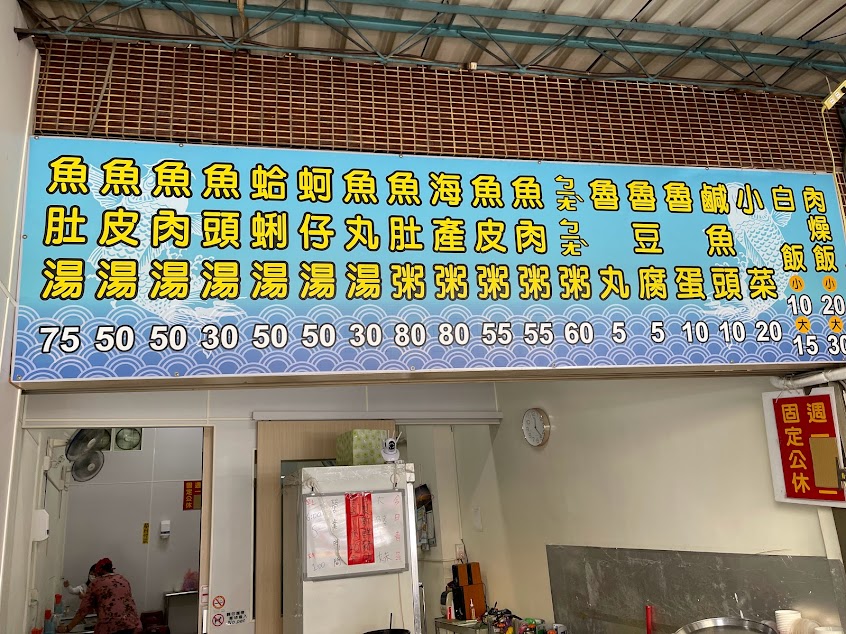 魚肚湯 75
魚皮湯 50
魚肉湯 50
魚頭湯 30
蛤蜊湯 50
蚵仔湯 50
魚丸湯 30
魚肚粥 80
海產粥 80
魚皮粥 55
魚肉粥 55
ㄅㄤㄅㄤ粥 60
魯丸 5
魯豆腐 5
魯蛋 10
鹹魚頭 10
小菜 20
白飯 小 10 大 15
肉燥飯 小 20 大 30
週一
固定公休